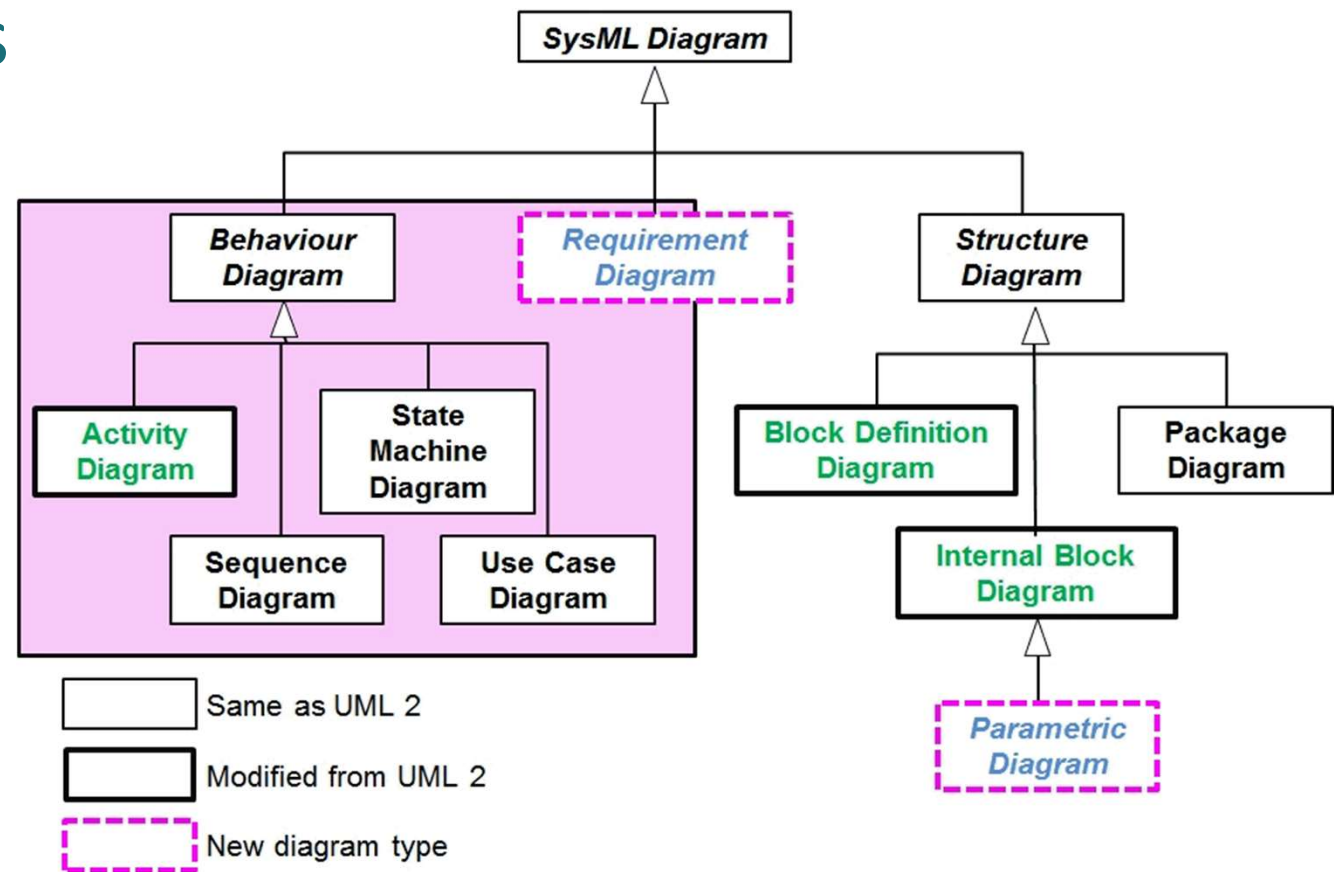 s
SysML Diagram
Behaviour
Diagram
Requirement
Diagram
Structure
Diagram
Activity
Diagram
State
Machine
Diagram
Sequence
Diagram
Use Case
Diagram
Block Definition
Diagram
Package
Diagram
Internal Block
Diagram
Parametric
Diagram
Same as UML 2
Modified from UML 2
New diagram type